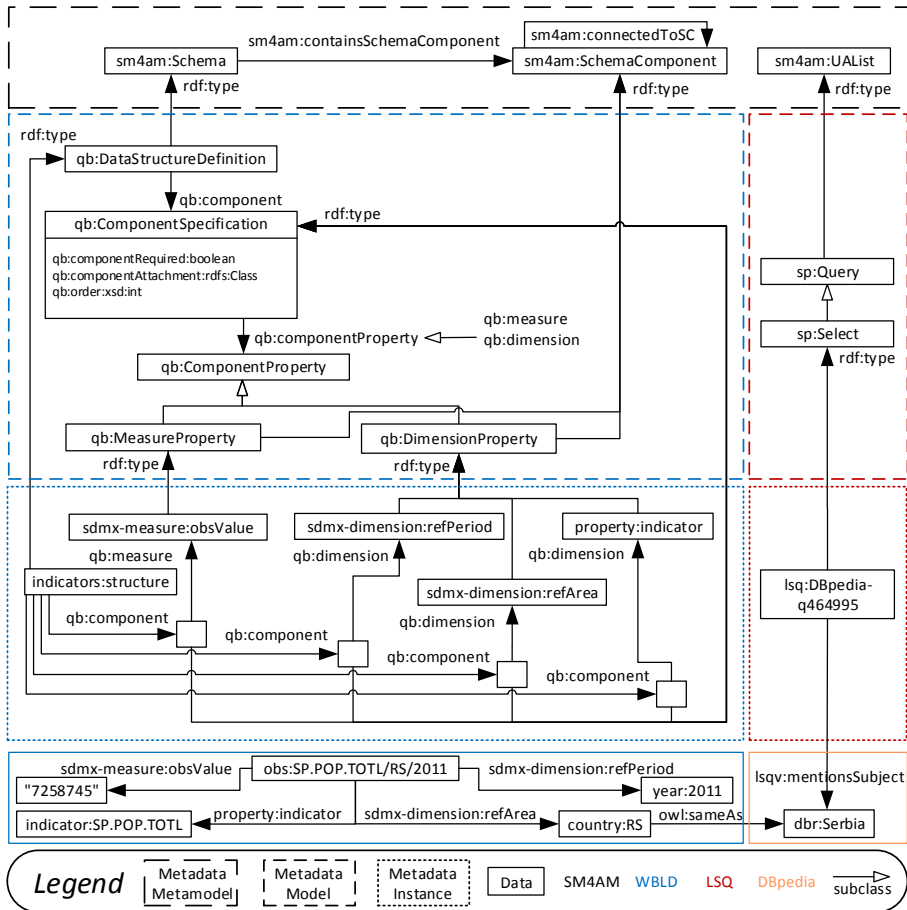 sm4am:containsSchemaComponent
sm4am:connectedToSC
sm4am:Schema
sm4am:SchemaComponent
sm4am:UAList
rdf:type
rdf:type
rdf:type
rdf:type
qb:DataStructureDefinition
qb:component
qb:ComponentSpecification
rdf:type
qb:componentRequired:boolean
qb:componentAttachment:rdfs:Class
qb:order:xsd:int
sp:Query
qb:componentProperty
qb:measure
qb:dimension
sp:Select
rdf:type
qb:ComponentProperty
qb:MeasureProperty
qb:DimensionProperty
rdf:type
rdf:type
sdmx-measure:obsValue
sdmx-dimension:refPeriod
property:indicator
qb:measure
qb:dimension
qb:dimension
indicators:structure
sdmx-dimension:refArea
lsq:DBpedia-
q464995
qb:dimension
qb:component
qb:component
qb:component
qb:component
sdmx-measure:obsValue
obs:SP.POP.TOTL/RS/2011
sdmx-dimension:refPeriod
lsqv:mentionsSubject
"7258745"
year:2011
property:indicator
sdmx-dimension:refArea
owl:sameAs
indicator:SP.POP.TOTL
country:RS
dbr:Serbia
Legend
Metadata
Metamodel
Metadata
Model
Metadata
Instance
Data
SM4AM
WBLD
LSQ
DBpedia
subclass